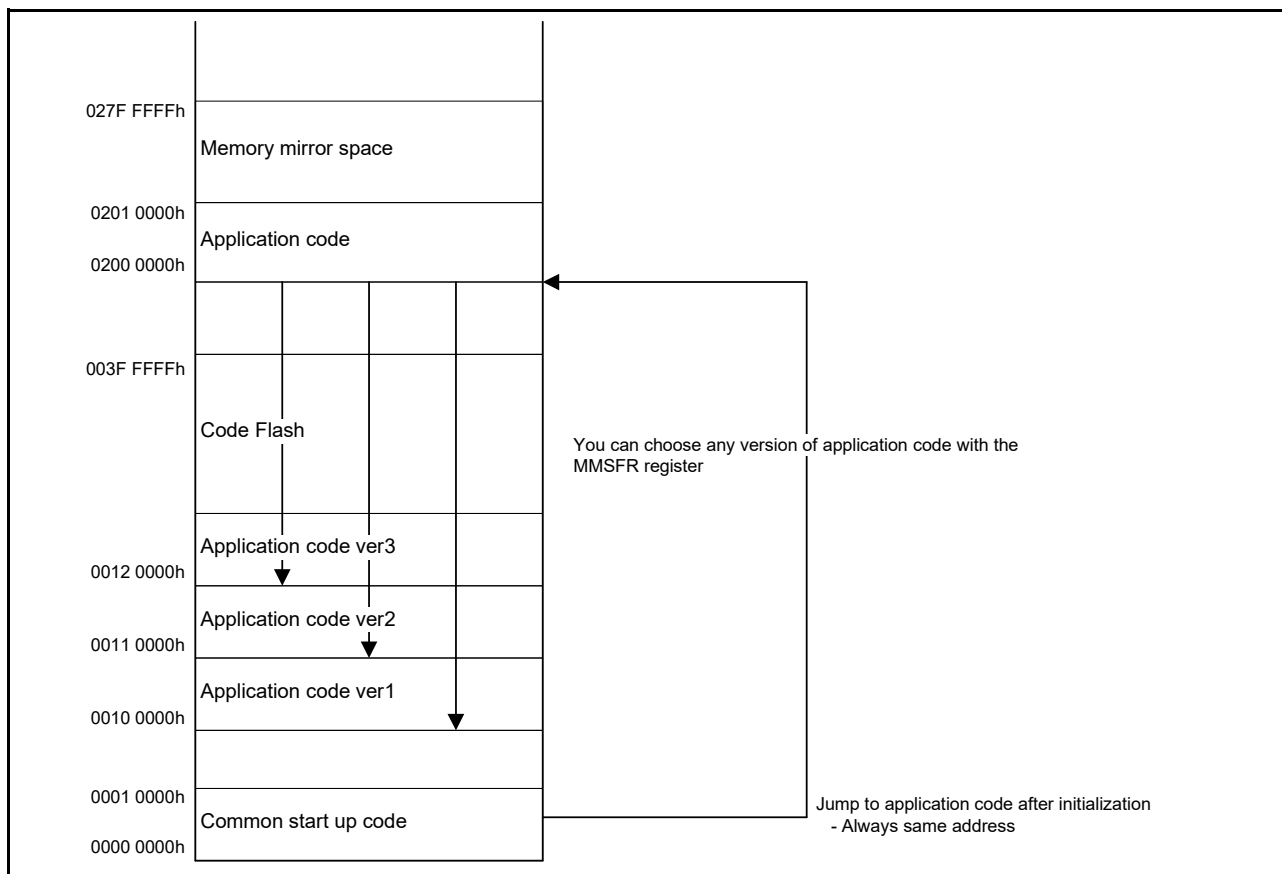 027F FFFFh
Memory mirror space
0201 0000h
Application code
0200 0000h
003F FFFFh
Code Flash
You can choose any version of application code with the
MMSFR register
Application code ver3
0012 0000h
Application code ver2
0011 0000h
Application code ver1
0010 0000h
0001 0000h
Jump to application code after initialization
- Always same address
Common start up code
0000 0000h